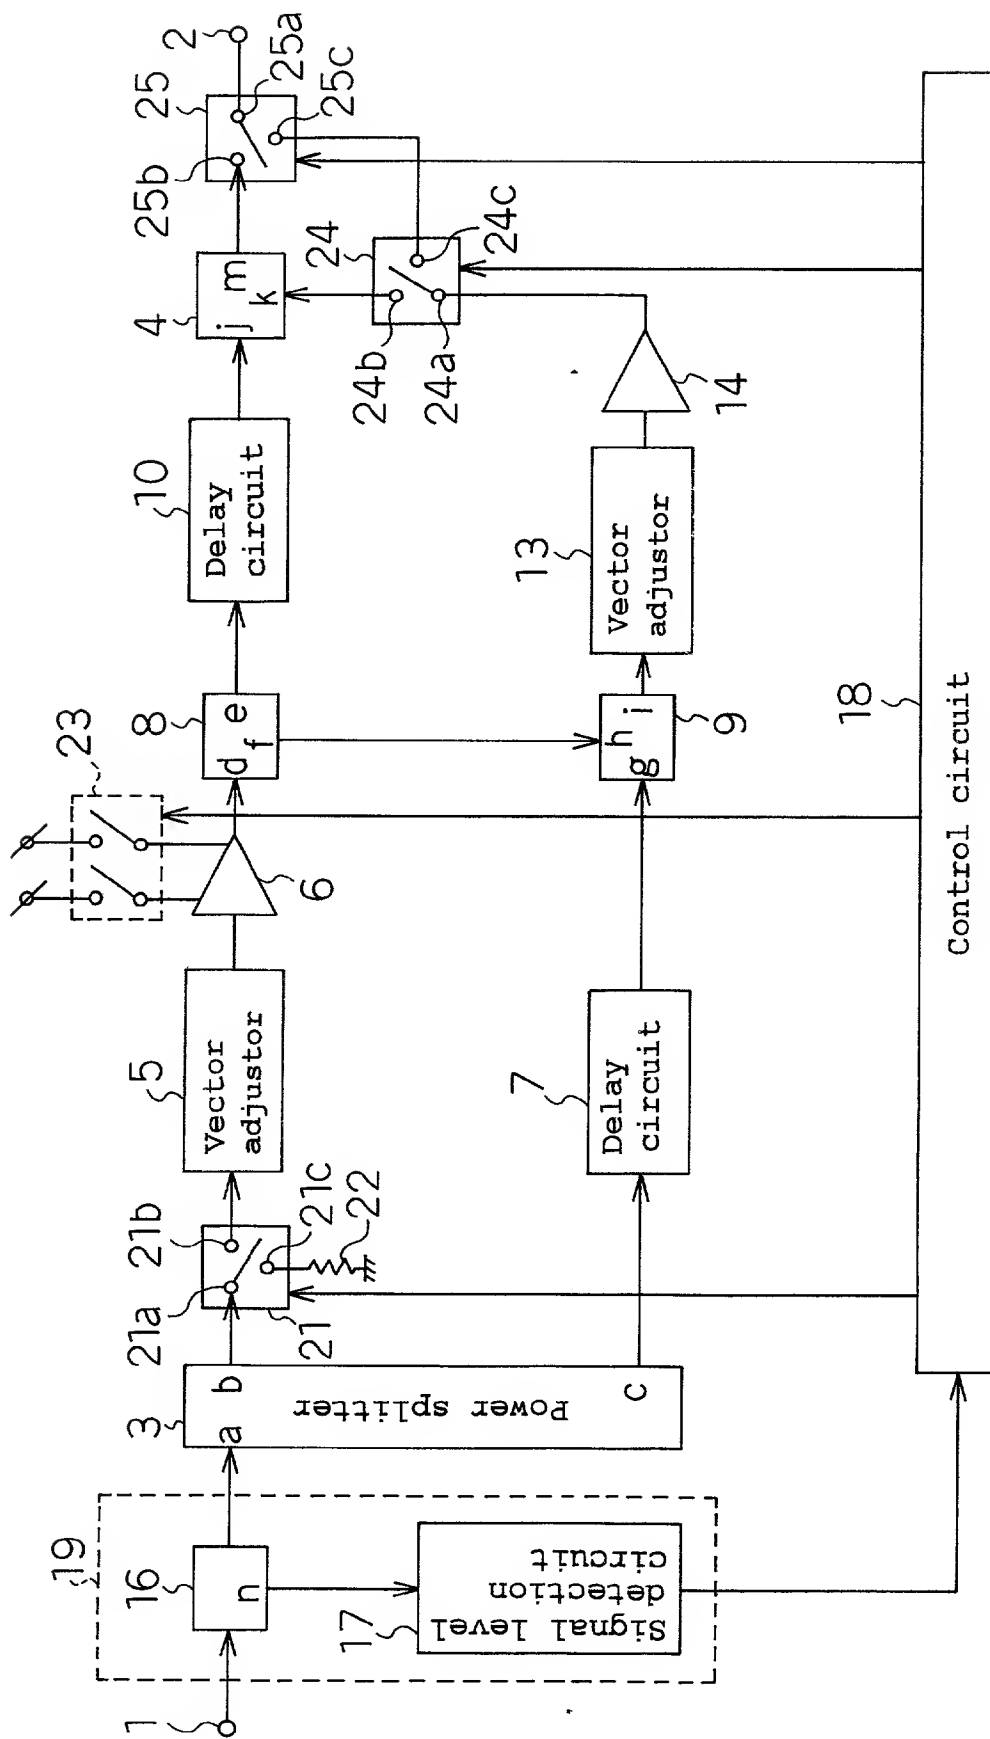 1
19
16
n
17
Signal level
detection
circuit
3
a
b
c
Power splitter
21a
21b
21
21c
22
5
Vector
adjustor
7
Delay
circuit
23
6
8
d
e
f
h
g
i
9
10
Delay
circuit
13
Vector
adjustor
14
4
j
m
k
24
24b
24a
24c
25
25b
25a
25c
2
18
Control circuit